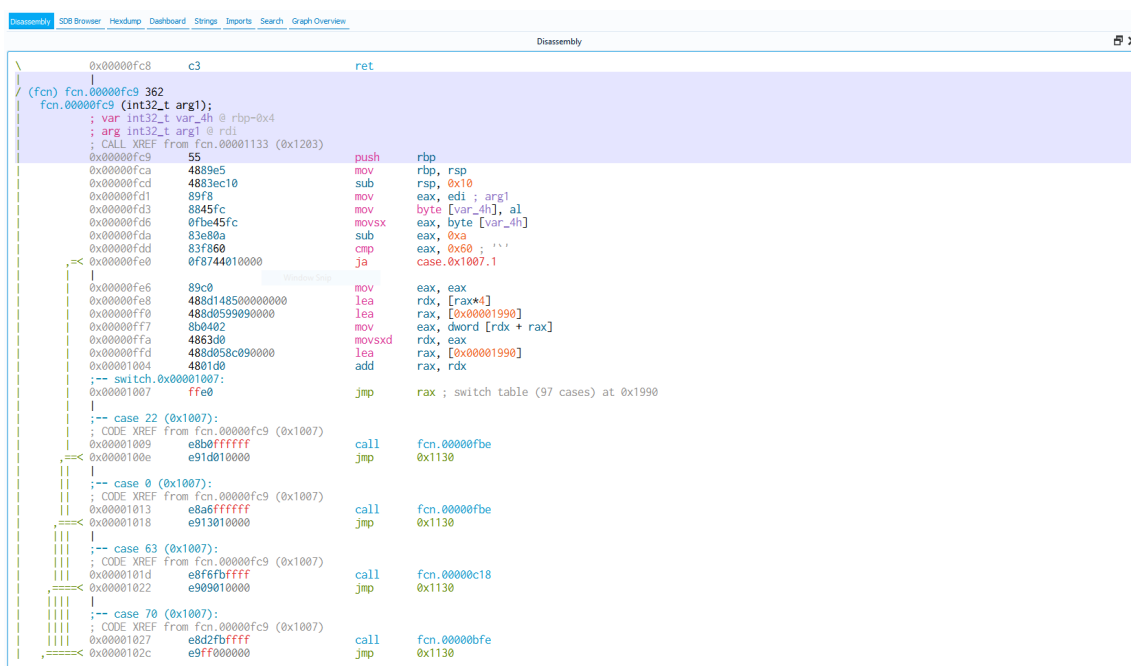 Disassembly SDB Browser Hexdump Dashboard Strings Imports Search Graph Overview
Disassembly
\ 0x00000fc8 c3 ret
| |
/ (fcn) fcn.00000fc9 362
| fcn.00000fc9 (int32_t arg1);
| ; var int32_t var_4h @ rbp-0x4
| ; arg int32_t arg1 @ rdi
| ; CALL XREF from fcn.00001133 (0x1203)
| 0x00000fc9 55 push rbp
| 0x00000fca 4889e5 mov rbp, rsp
| 0x00000fcd 4883ec10 sub rsp, 0x10
| 0x00000fd1 89f8 mov eax, edi ; arg1
| 0x00000fd3 8845fc mov byte [var_4h], al
| 0x00000fd6 0fbe45fc movsx eax, byte [var_4h]
| 0x00000fda 83e80a sub eax, 0xa
| 0x00000fdd 83f860 cmp eax, 0x60 ; '`'
| ,=< 0x00000fe0 0f8744010000 ja case.0x1007.1
| | |
| | 0x00000fe6 89c0 mov eax, eax
| | 0x00000fe8 488d148500000000 lea rdx, [rax*4]
| | 0x00000ff0 488d0599090000 lea rax, [0x00001990]
| | 0x00000ff7 8b0402 mov eax, dword [rdx + rax]
| | 0x00000ffa 4863d0 movsxd rdx, eax
| | 0x00000ffd 488d058c090000 lea rax, [0x00001990]
| | 0x00001004 4801d0 add rax, rdx
| | ;-- switch.0x00001007:
| | 0x00001007 ffe0 jmp rax ; switch table (97 cases) at 0x1990
| | |
| | ;-- case 22 (0x1007):
| | ; CODE XREF from fcn.00000fc9 (0x1007)
| | 0x00001009 e8b0ffffff call fcn.00000fbe
| ,==< 0x0000100e e91d010000 jmp 0x1130
| || |
| || ;-- case 0 (0x1007):
| || ; CODE XREF from fcn.00000fc9 (0x1007)
| || 0x00001013 e8a6ffffff call fcn.00000fbe
| ,===< 0x00001018 e913010000 jmp 0x1130
| ||| |
| ||| ;-- case 63 (0x1007):
| ||| ; CODE XREF from fcn.00000fc9 (0x1007)
| ||| 0x0000101d e8f6fbffff call fcn.00000c18
| ,====< 0x00001022 e909010000 jmp 0x1130
| |||| |
| |||| ;-- case 70 (0x1007):
| |||| ; CODE XREF from fcn.00000fc9 (0x1007)
| |||| 0x00001027 e8d2fbffff call fcn.00000bfe
| ,=====< 0x0000102c e9ff000000 jmp 0x1130